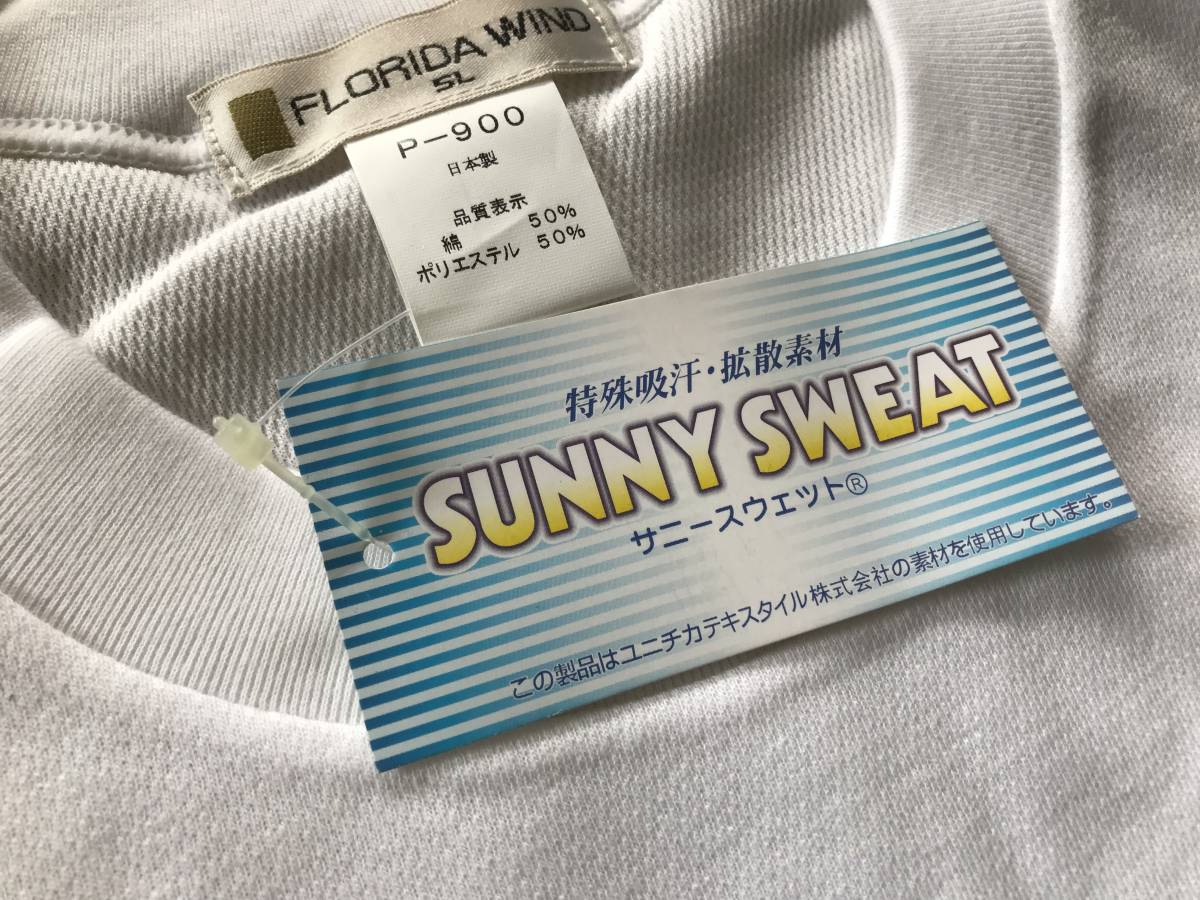 FLORIDA WIND
5L
P-900
日本製
品質表示
綿 50%
ポリエステル 50%
特殊吸汗・拡散素材
SUNNY SWEAT
サニースウェット®
この製品はユニチカテキスタイル株式会社の素材を使用しています。